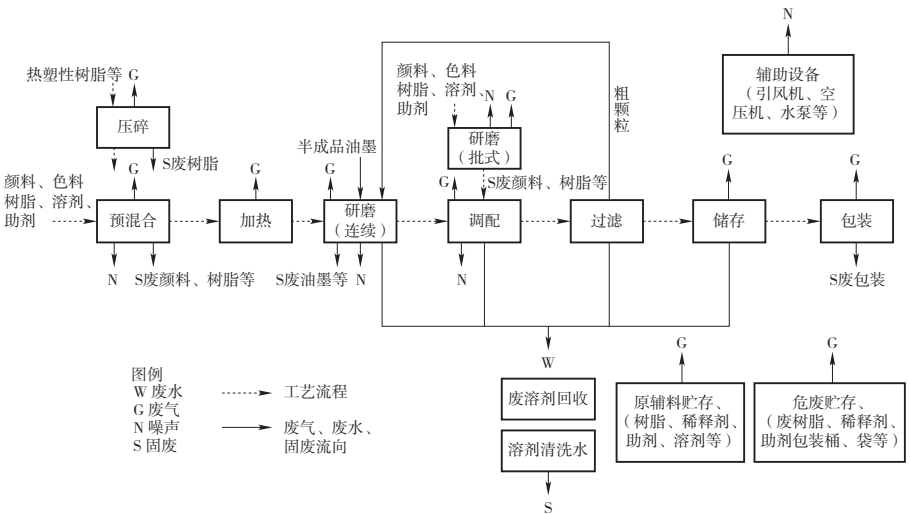 热塑性树脂等
G
压碎
S废树脂
颜料、色料
树脂、溶剂、
助剂
G
预混合
N
S废颜料、树脂等
G
加热
半成品油墨
G
研磨
（连续）
S废油墨等
N
颜料、色料
树脂、溶剂、
助剂
N
G
研磨
（批式）
S废颜料、树脂等
G
调配
N
粗颗粒
过滤
G
储存
G
包装
S废包装
N
辅助设备
（引风机、空
压机、水泵等）
W
废溶剂回收
溶剂清洗水
S
G
原辅料贮存、
（树脂、稀释剂、
助剂、溶剂等）
G
危废贮存、
（废树脂、稀释剂、
助剂包装桶、袋等）
图例
W 废水
G 废气
N 噪声
S 固废
工艺流程
废气、废水、
固废流向